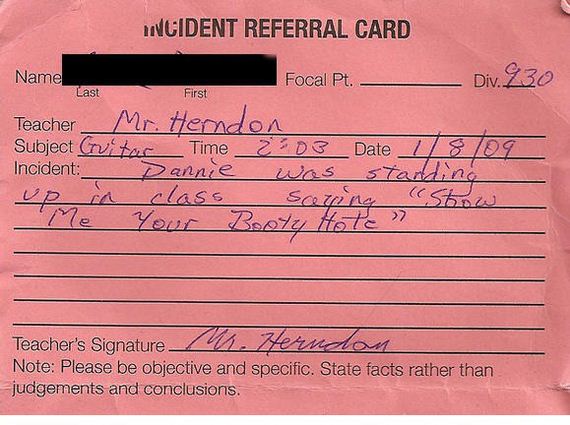 INCIDENT REFERRAL CARD
Name Focal Pt. Div. 930
Last First
Teacher Mr. Herndon
Subject Guitar Time 2:03 Date 1/8/09
Incident: Dannie was standing
up in class saying "Show
Me Your Booty Hole"
Teacher's Signature Mr. Herndon
Note: Please be objective and specific. State facts rather than
judgements and conclusions.